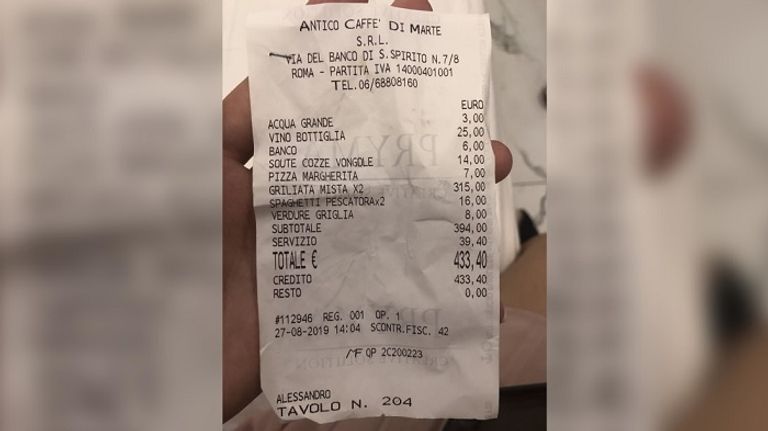 ANTICO CAFFE' DI MARTE
S.R.L.
VIA DEL BANCO DI S.SPIRITO N.7/8
ROMA - PARTITA IVA 14000401001
TEL.06/68808160
EURO
ACQUA GRANDE 3,00
VINO BOTTIGLIA 25,00
BANCO 6,00
SOUTE COZZE VONGOLE 14,00
PIZZA MARGHERITA 7,00
GRILIATA MISTA X2 315,00
SPAGHETTI PESCATORAx2 16,00
VERDURE GRIGLIA 8,00
SUBTOTALE 394,00
SERVIZIO 39,40
TOTALE € 433,40
CREDITO 433,40
RESTO 0,00
#112946 REG. 001 OP. 1
27-08-2019 14:04 SCONTR.FISC. 42
MF QP 2C200223
ALESSANDRO
TAVOLO N. 204